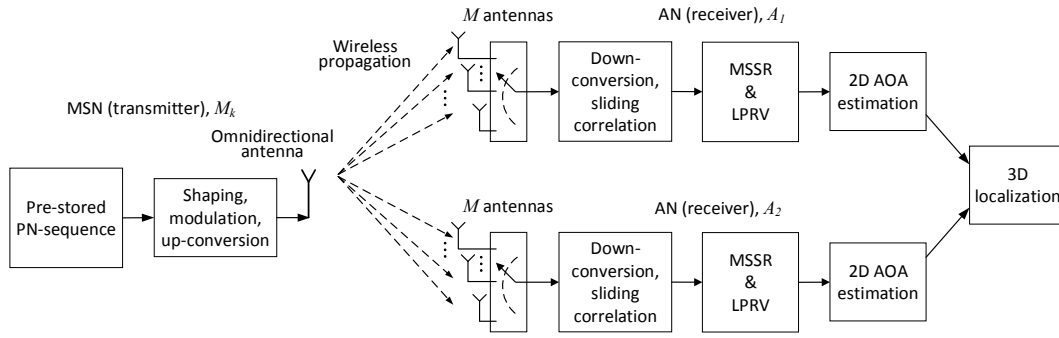 MSN (transmitter), Mk
Pre-stored
PN-sequence
Shaping,
modulation,
up-conversion
Omnidirectional
antenna
Wireless
propagation
M antennas
AN (receiver), A1
Down-
conversion,
sliding
correlation
MSSR
&
LPRV
2D AOA
estimation
M antennas
AN (receiver), A2
Down-
conversion,
sliding
correlation
MSSR
&
LPRV
2D AOA
estimation
3D
localization